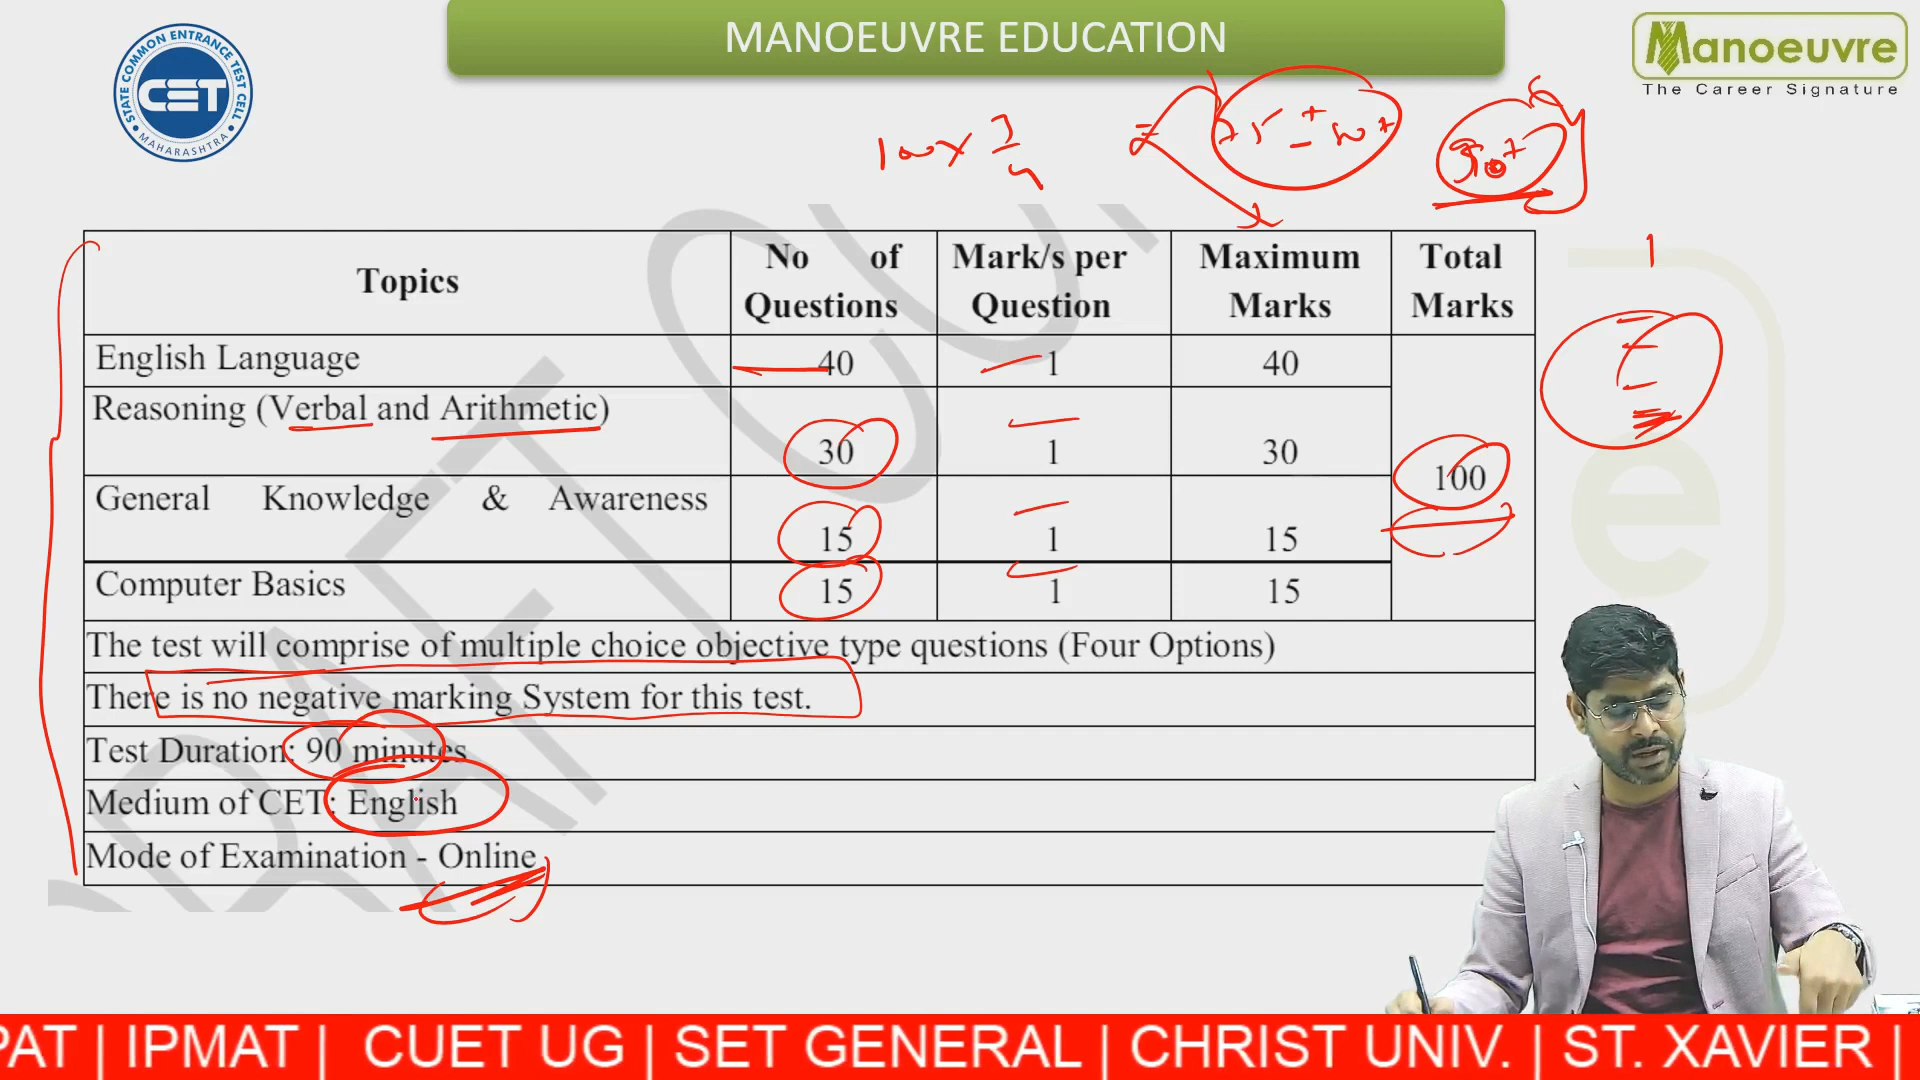 MANOEUVRE EDUCATION
STATE COMMON ENTRANCE TEST CELL
CET
MAHARASHTRA
Manoeuvre
The Career Signature
Topics
No of Questions
Mark/s per Question
Maximum Marks
Total Marks
English Language 40 1 40
Reasoning (Verbal and Arithmetic) 30 1 30
100
General Knowledge & Awareness 15 1 15
Computer Basics 15 1 15
The test will comprise of multiple choice objective type questions (Four Options)
There is no negative marking System for this test.
Test Duration: 90 minutes
Medium of CET: English
Mode of Examination - Online
PAT | IPMAT | CUET UG | SET GENERAL | CHRIST UNIV. | ST. XAVIER |